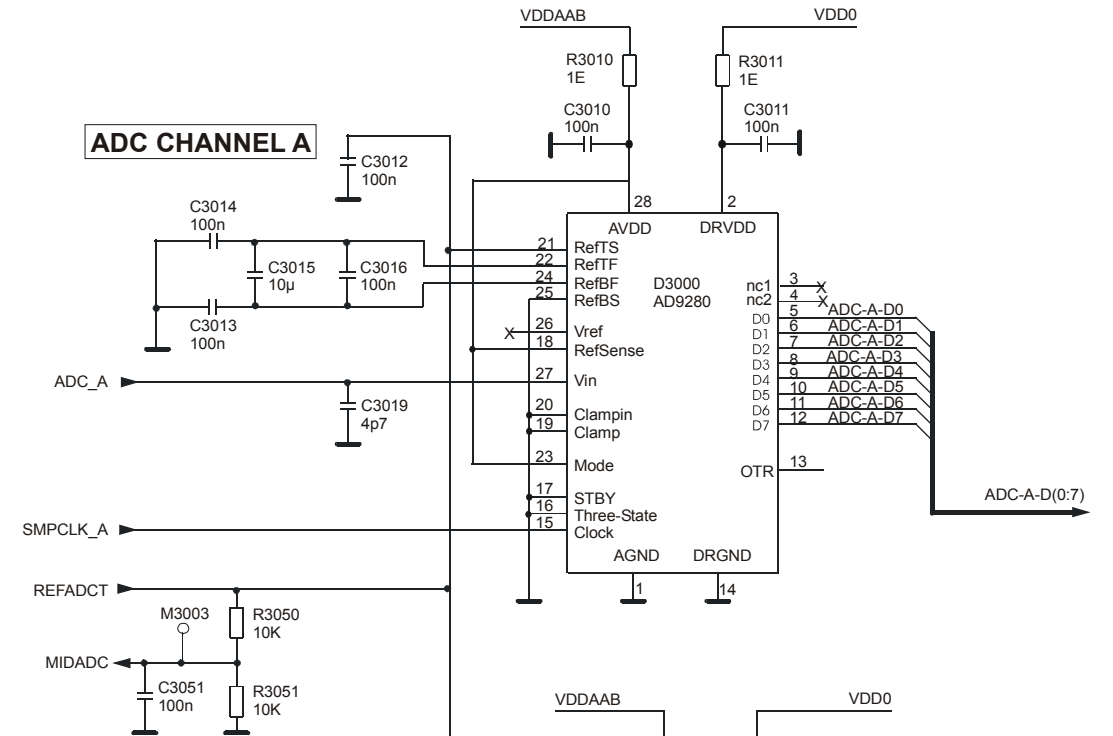 VDDAAB
VDD0
R3010
1E
R3011
1E
C3010
100n
C3011
100n
ADC CHANNEL A
C3012
100n
C3014
100n
C3015
10µ
C3016
100n
C3013
100n
28
2
AVDD
DRVDD
21
RefTS
22
RefTF
24
RefBF
25
RefBS
D3000
AD9280
26
Vref
18
RefSense
27
Vin
20
Clampin
19
Clamp
23
Mode
17
STBY
16
Three-State
15
Clock
nc1
3
X
nc2
4
X
X
D0
5
ADC-A-D0
D1
6
ADC-A-D1
D2
7
ADC-A-D2
D3
8
ADC-A-D3
D4
9
ADC-A-D4
D5
10
ADC-A-D5
D6
11
ADC-A-D6
D7
12
ADC-A-D7
OTR
13
ADC-A-D(0:7)
AGND
DRGND
1
14
ADC_A
C3019
4p7
SMPCLK_A
REFADCT
M3003
R3050
10K
MIDADC
C3051
100n
R3051
10K
VDDAAB
VDD0